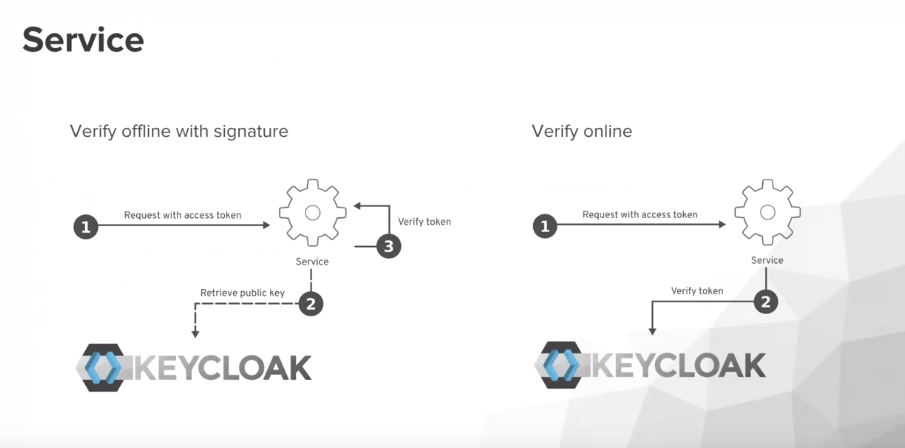 Service
Verify offline with signature
1
Request with access token
Service
3
Verify token
Retrieve public key
2
KEYCLOAK
Verify online
1
Request with access token
Service
Verify token
2
KEYCLOAK